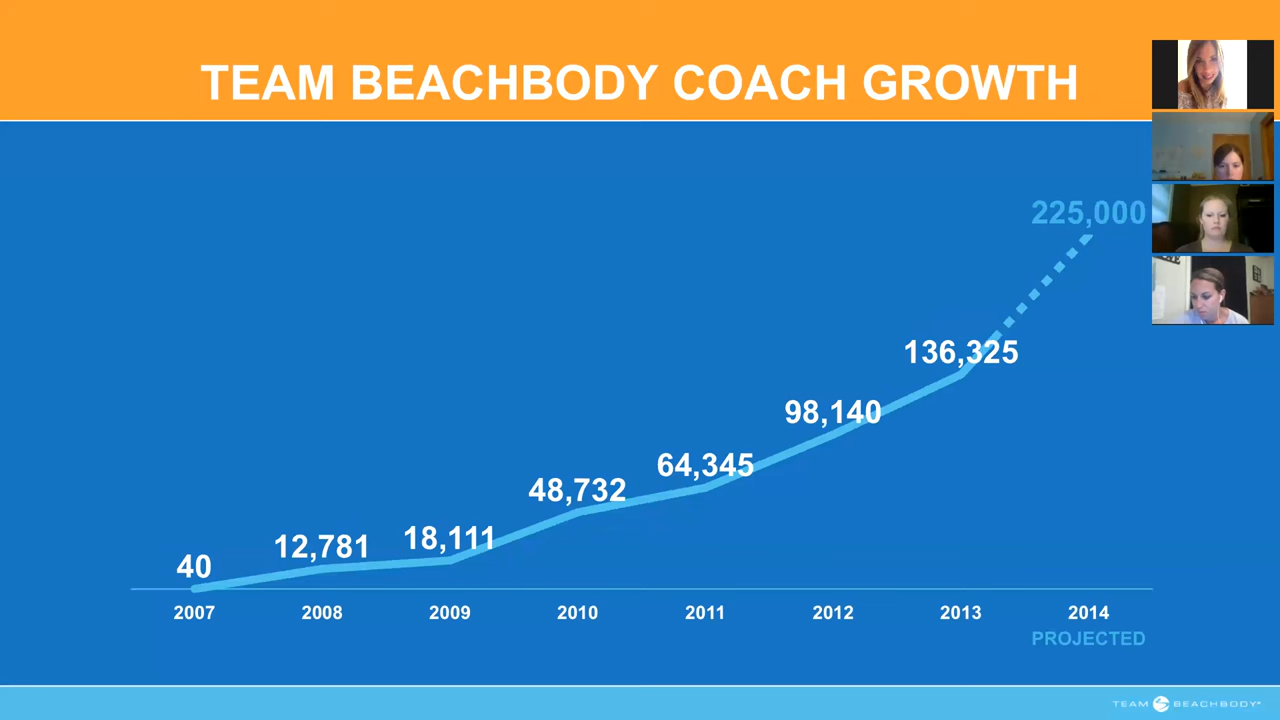 TEAM BEACHBODY COACH GROWTH
225,000
136,325
98,140
64,345
48,732
18,111
12,781
40
2007 2008 2009 2010 2011 2012 2013 2014
PROJECTED
TEAM BEACHBODY